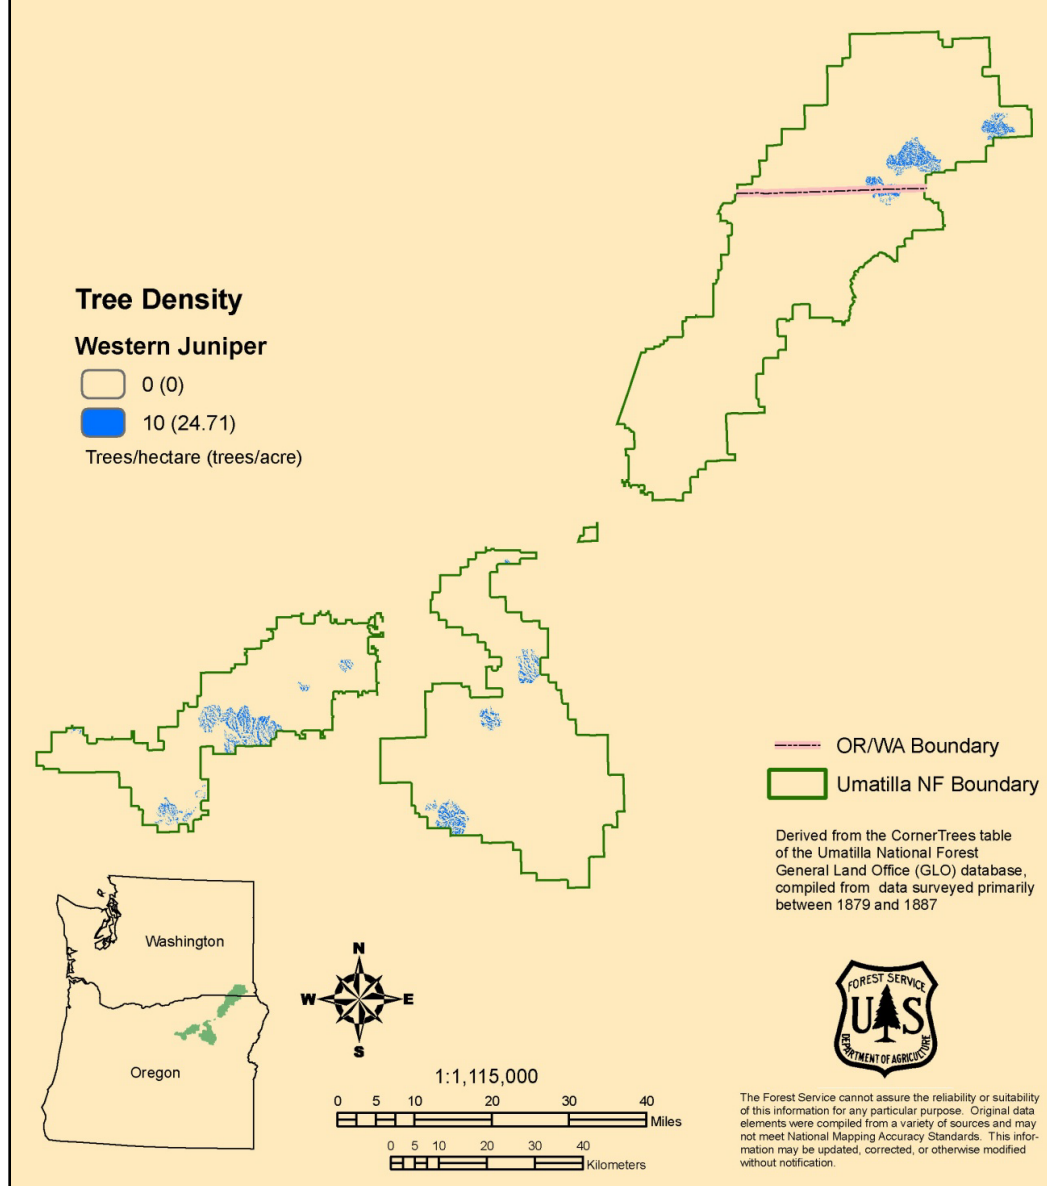 Tree Density
Western Juniper
0 (0)
10 (24.71)
Trees/hectare (trees/acre)
OR/WA Boundary
Umatilla NF Boundary
Derived from the CornerTrees table
of the Umatilla National Forest
General Land Office (GLO) database,
compiled from data surveyed primarily
between 1879 and 1887
Washington
Oregon
N
W E
S
1:1,115,000
0 5 10 20 30 40
Miles
0 5 10 20 30 40
Kilometers
FOREST SERVICE
U S
DEPARTMENT OF AGRICULTURE
The Forest Service cannot assure the reliability or suitability
of this information for any particular purpose. Original data
elements were compiled from a variety of sources and may
not meet National Mapping Accuracy Standards. This infor-
mation may be updated, corrected, or otherwise modified
without notification.